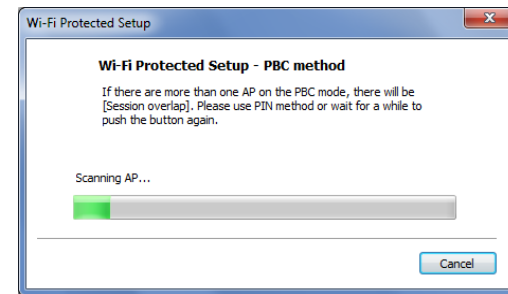 Wi-Fi Protected Setup
Wi-Fi Protected Setup - PBC method
If there are more than one AP on the PBC mode, there will be
[Session overlap]. Please use PIN method or wait for a while to
push the button again.
Scanning AP...
Cancel